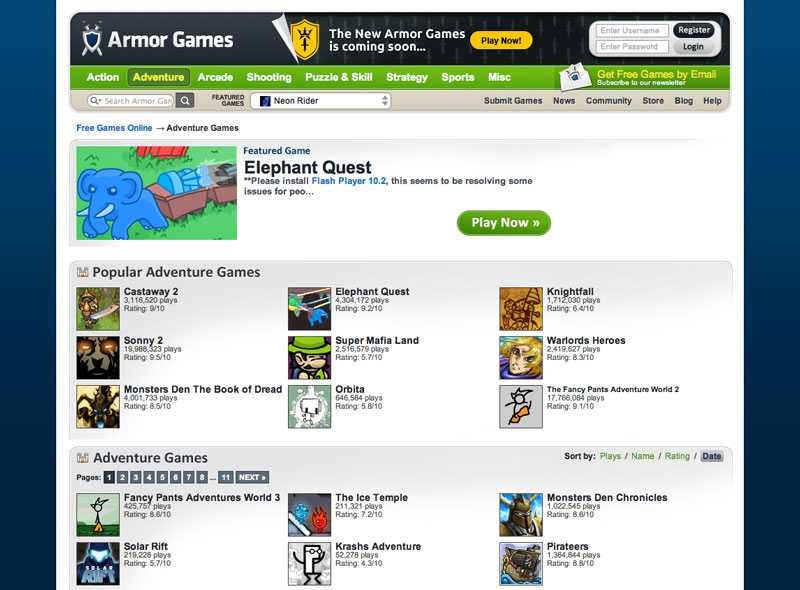 Armor Games
The New Armor Games
is coming soon...
Play Now!
Enter Username
Register
Enter Password
Login
Action
Adventure
Arcade
Shooting
Puzzle & Skill
Strategy
Sports
Misc
Get Free Games by Email
Subscribe to our newsletter
Search Armor Gam
FEATURED
GAMES
Neon Rider
Submit Games
News
Community
Store
Blog
Help
Free Games Online → Adventure Games
Featured Game
Elephant Quest
**Please install Flash Player 10.2, this seems to be resolving some
issues for peo...
Play Now »
Popular Adventure Games
Castaway 2
3,116,520 plays
Rating: 9/10
Elephant Quest
4,304,172 plays
Rating: 9.2/10
Knightfall
1,712,030 plays
Rating: 6.4/10
Sonny 2
19,988,323 plays
Rating: 9.5/10
Super Mafia Land
2,516,579 plays
Rating: 5.7/10
Warlords Heroes
2,419,627 plays
Rating: 8.3/10
Monsters Den The Book of Dread
4,001,733 plays
Rating: 8.5/10
Orbita
646,584 plays
Rating: 5.8/10
The Fancy Pants Adventure World 2
17,766,084 plays
Rating: 9.1/10
Adventure Games
Sort by: Plays / Name / Rating / Date
Pages: 1 2 3 4 5 6 7 8 ... 11 NEXT »
Fancy Pants Adventures World 3
425,757 plays
Rating: 8.6/10
The Ice Temple
211,321 plays
Rating: 7.2/10
Monsters Den Chronicles
1,022,545 plays
Rating: 8.6/10
Solar Rift
219,228 plays
Rating: 5.7/10
SOLAR
RIFT
Krashs Adventure
52,278 plays
Rating: 4.3/10
Pirateers
1,364,844 plays
Rating: 8.8/10